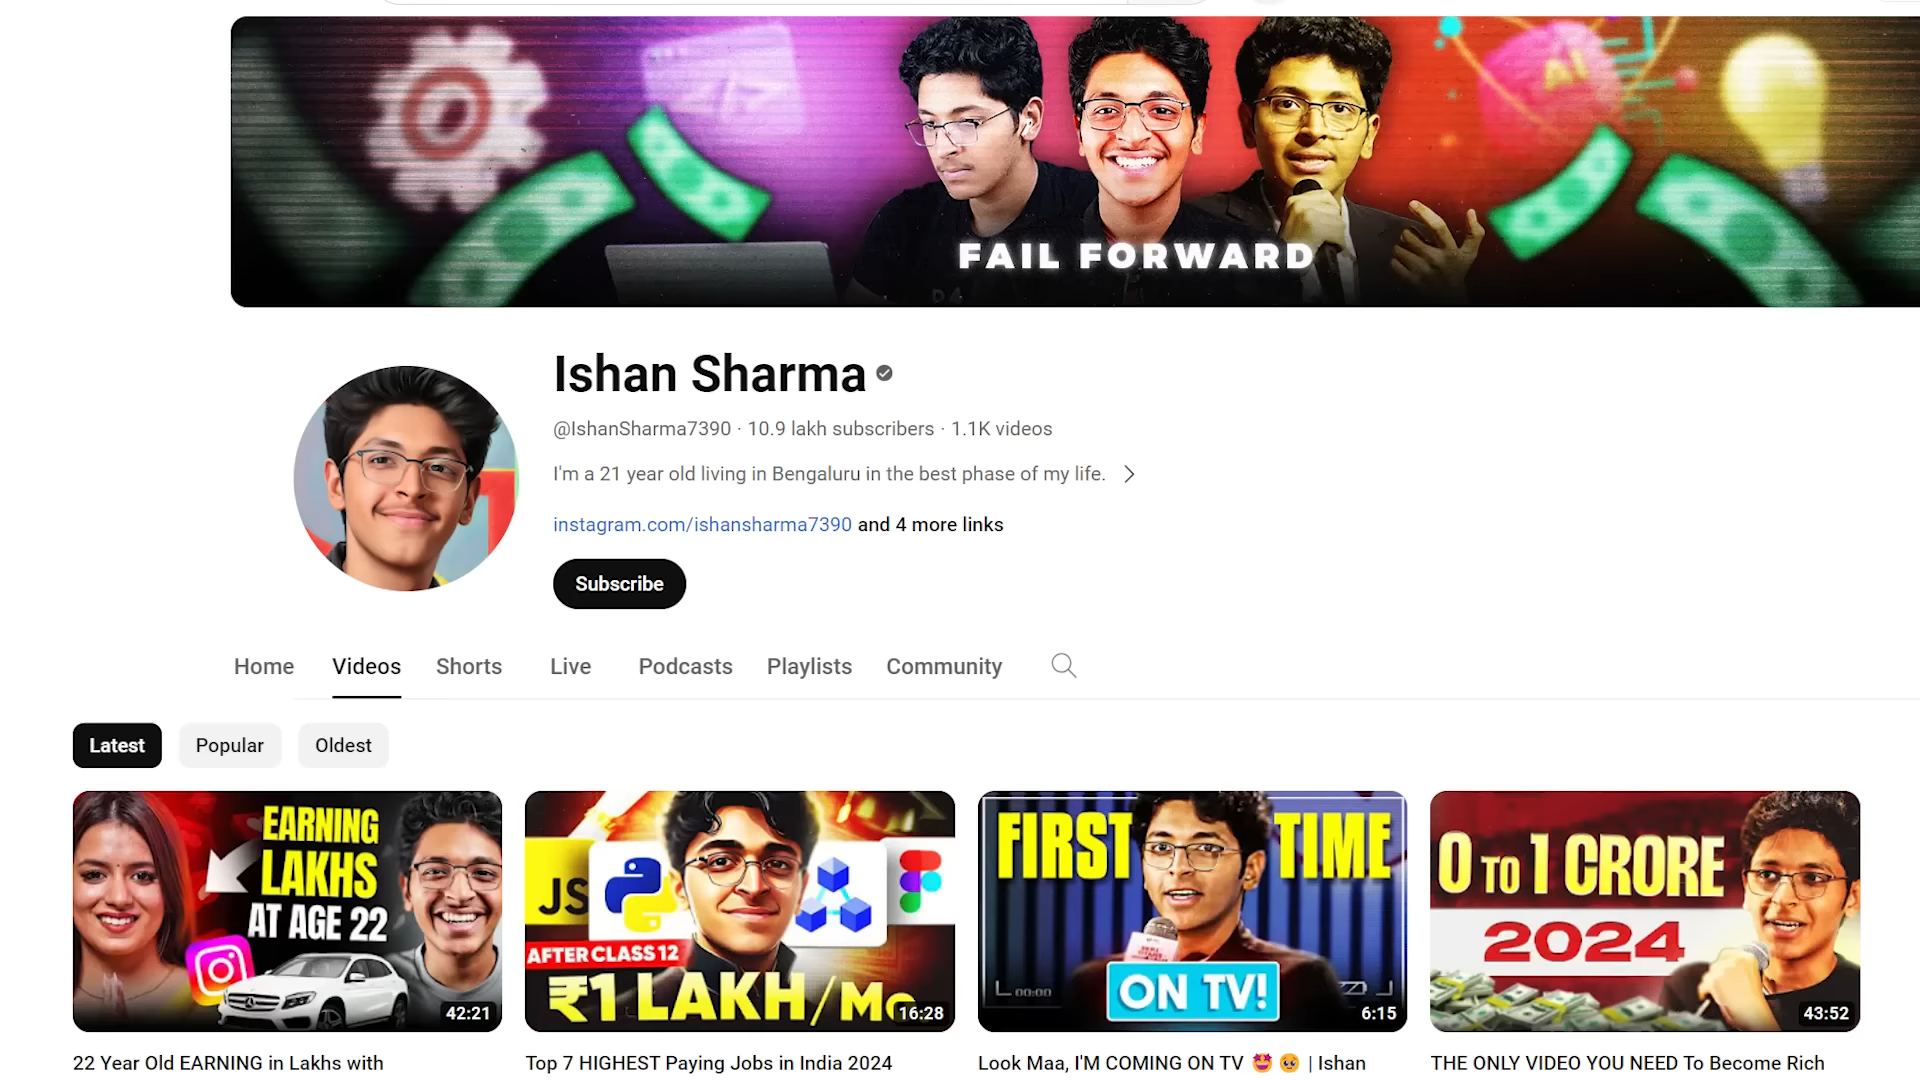 AI
FAIL FORWARD
Ishan Sharma
@IshanSharma7390 · 10.9 lakh subscribers · 1.1K videos
I'm a 21 year old living in Bengaluru in the best phase of my life.
instagram.com/ishansharma7390 and 4 more links
Subscribe
Home Videos Shorts Live Podcasts Playlists Community
Latest Popular Oldest
EARNING
LAKHS
AT AGE 22
42:21
JS
AFTER CLASS 12
₹1 LAKH/Mo
16:28
FIRST TIME
00:00
ON TV!
6:15
0 TO 1 CRORE
2024
43:52
22 Year Old EARNING in Lakhs with
Top 7 HIGHEST Paying Jobs in India 2024
Look Maa, I'M COMING ON TV 🤩 🥹 | Ishan
THE ONLY VIDEO YOU NEED To Become Rich